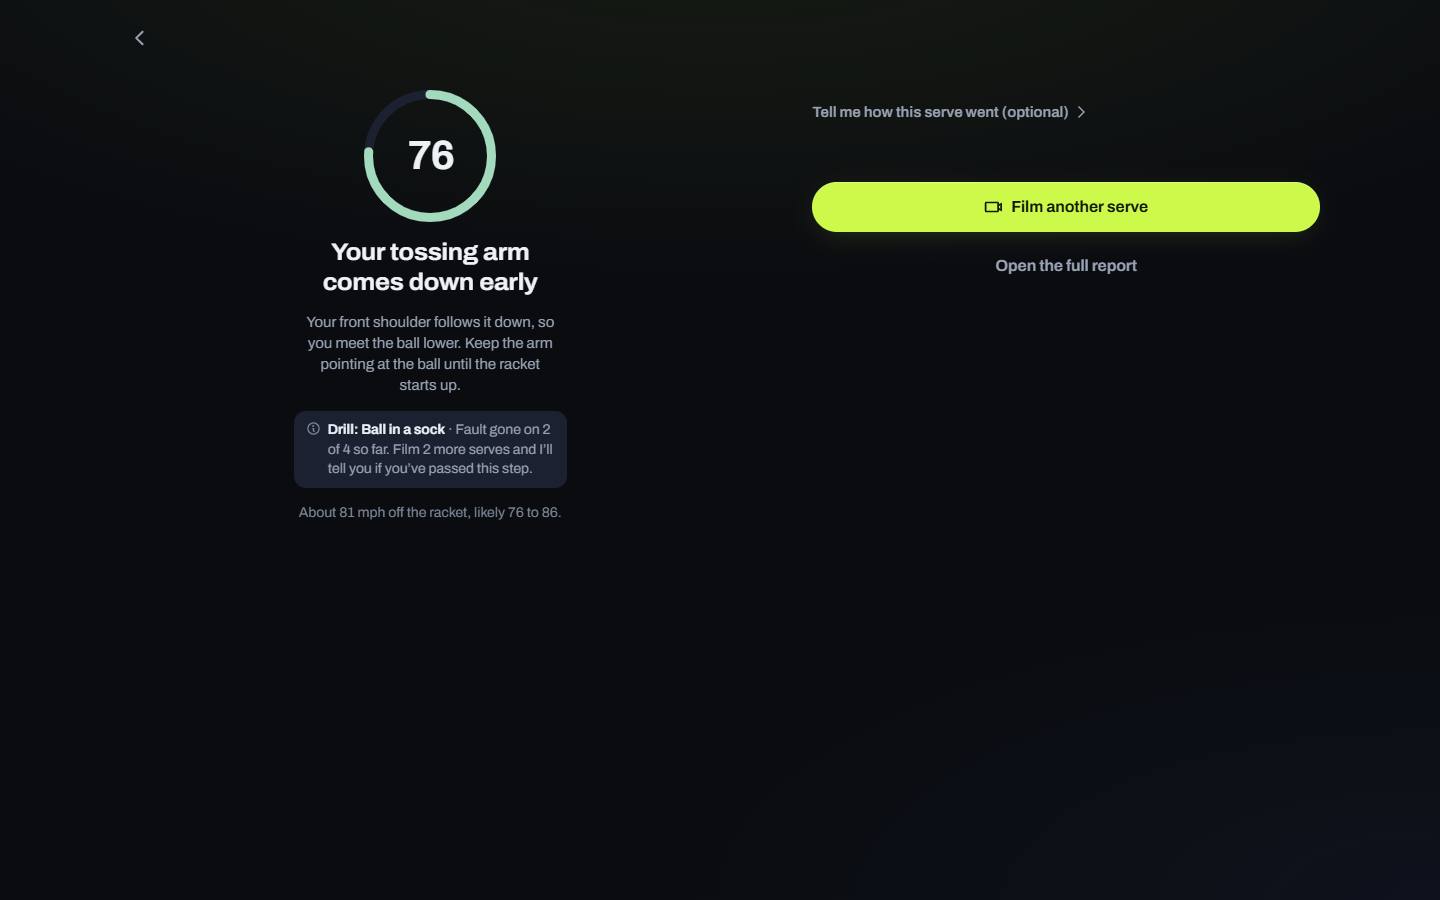 76
Your tossing arm
comes down early
Your front shoulder follows it down, so
you meet the ball lower. Keep the arm
pointing at the ball until the racket
starts up.
Drill: Ball in a sock · Fault gone on 2
of 4 so far. Film 2 more serves and I’ll
tell you if you’ve passed this step.
About 81 mph off the racket, likely 76 to 86.
Tell me how this serve went (optional)
Film another serve
Open the full report